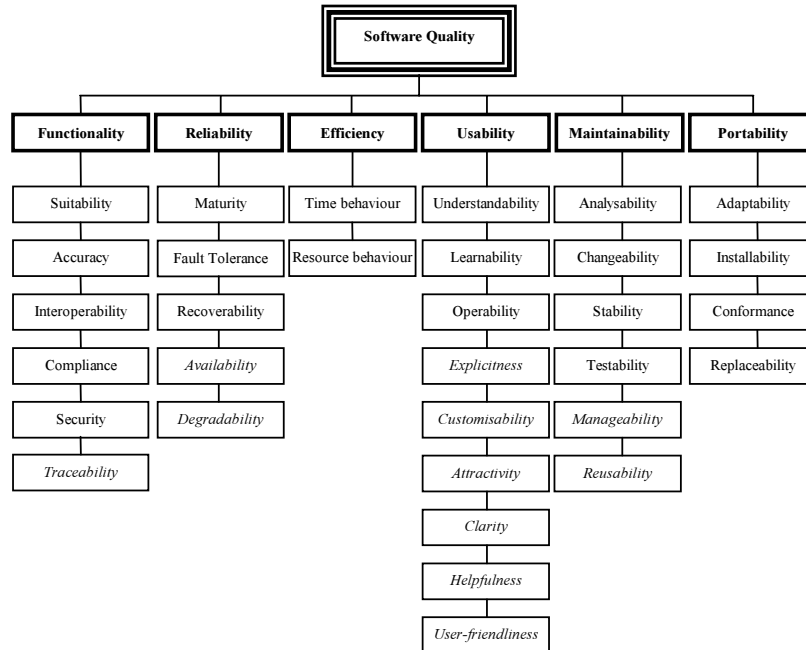 Software Quality
Functionality
Reliability
Efficiency
Usability
Maintainability
Portability
Suitability
Maturity
Time behaviour
Understandability
Analysability
Adaptability
Accuracy
Fault Tolerance
Resource behaviour
Learnability
Changeability
Installability
Interoperability
Recoverability
Operability
Stability
Conformance
Compliance
Availability
Explicitness
Testability
Replaceability
Security
Degradability
Customisability
Manageability
Traceability
Attractivity
Reusability
Clarity
Helpfulness
User-friendliness